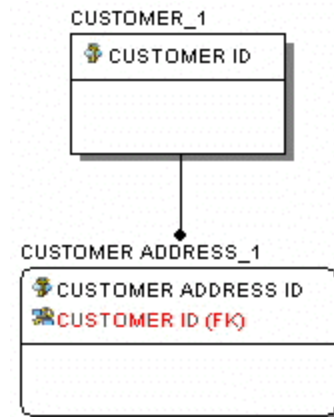 CUSTOMER_1
CUSTOMER ID
CUSTOMER ADDRESS_1
CUSTOMER ADDRESS ID
CUSTOMER ID (FK)